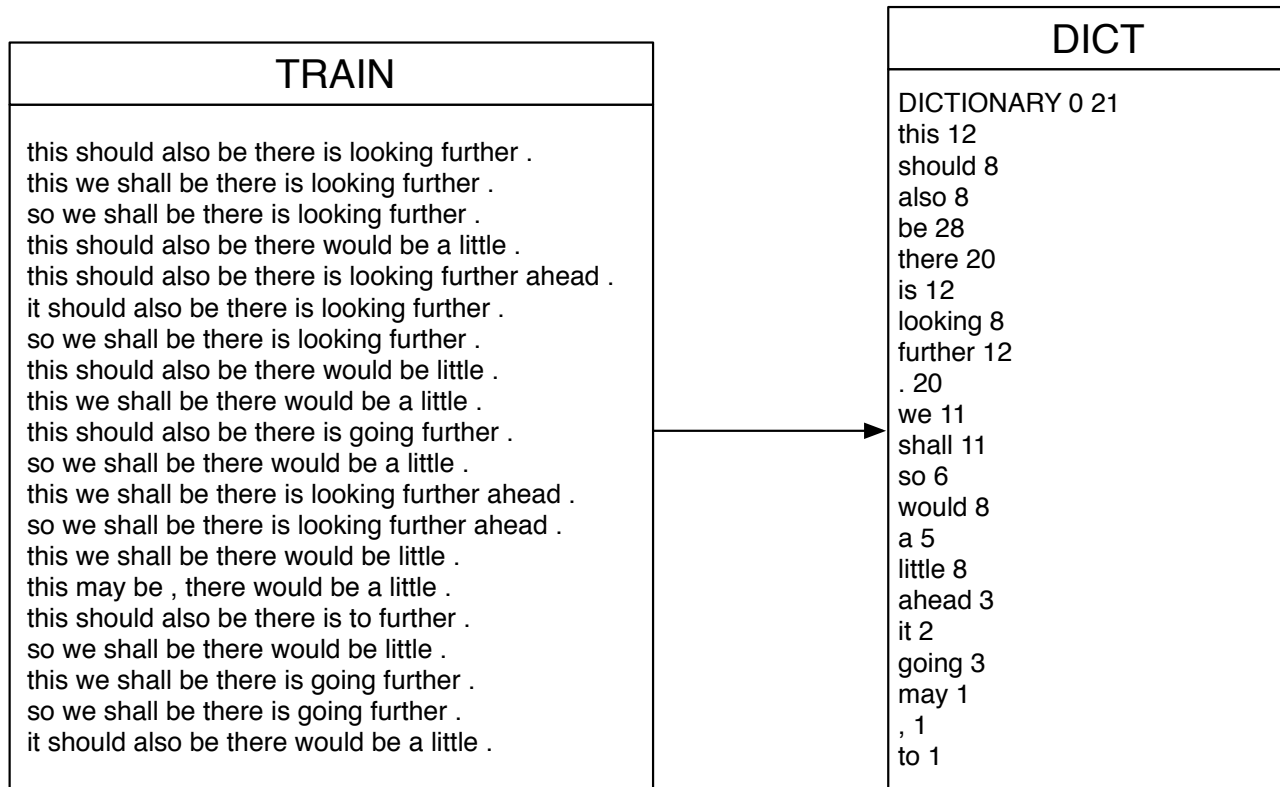 TRAIN
this should also be there is looking further .
this we shall be there is looking further .
so we shall be there is looking further .
this should also be there would be a little .
this should also be there is looking further ahead .
it should also be there is looking further .
so we shall be there is looking further .
this should also be there would be little .
this we shall be there would be a little .
this should also be there is going further .
so we shall be there would be a little .
this we shall be there is looking further ahead .
so we shall be there is looking further ahead .
this we shall be there would be little .
this may be , there would be a little .
this should also be there is to further .
so we shall be there would be little .
this we shall be there is going further .
so we shall be there is going further .
it should also be there would be a little .
DICT
DICTIONARY 0 21
this 12
should 8
also 8
be 28
there 20
is 12
looking 8
further 12
. 20
we 11
shall 11
so 6
would 8
a 5
little 8
ahead 3
it 2
going 3
may 1
, 1
to 1